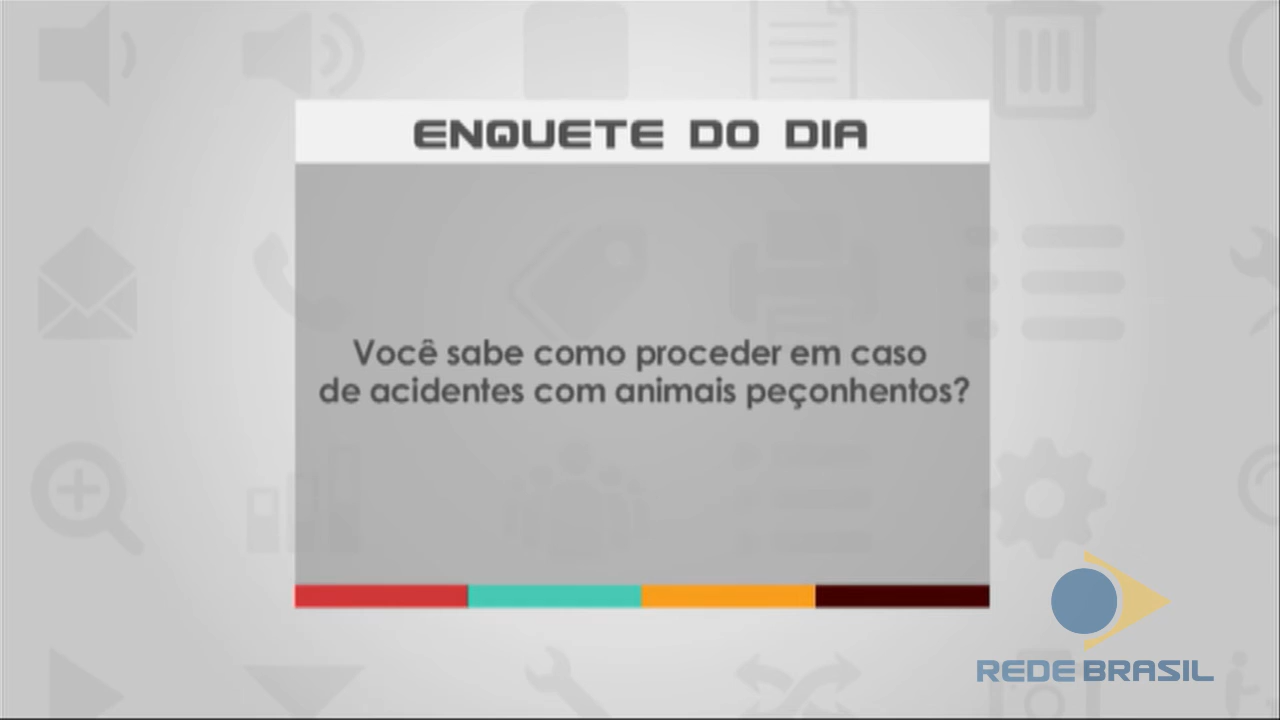 ENQUETE DO DIA
Você sabe como proceder em caso
de acidentes com animais peçonhentos?
REDE BRASIL